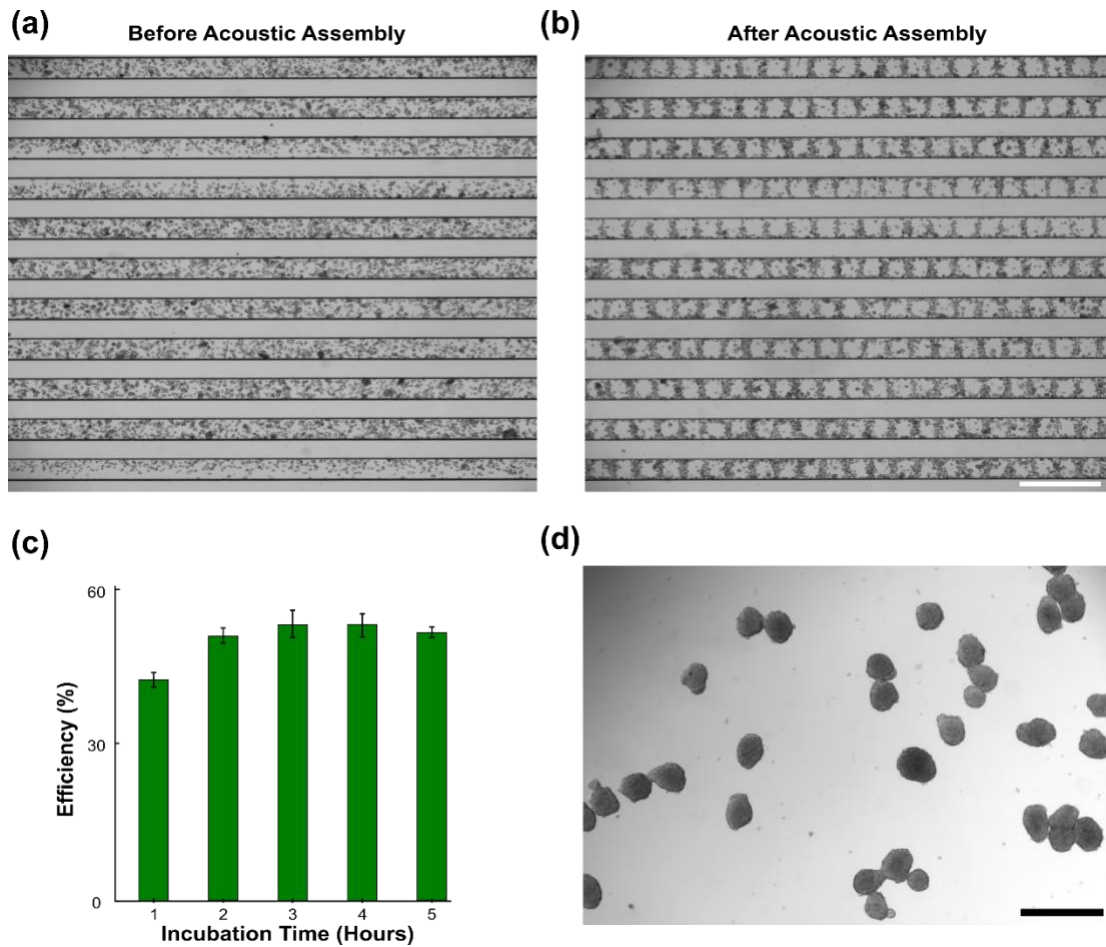 (a)
Before Acoustic Assembly
(b)
After Acoustic Assembly
(c)
60
30
0
Efficiency (%)
1 2 3 4 5
Incubation Time (Hours)
(d)